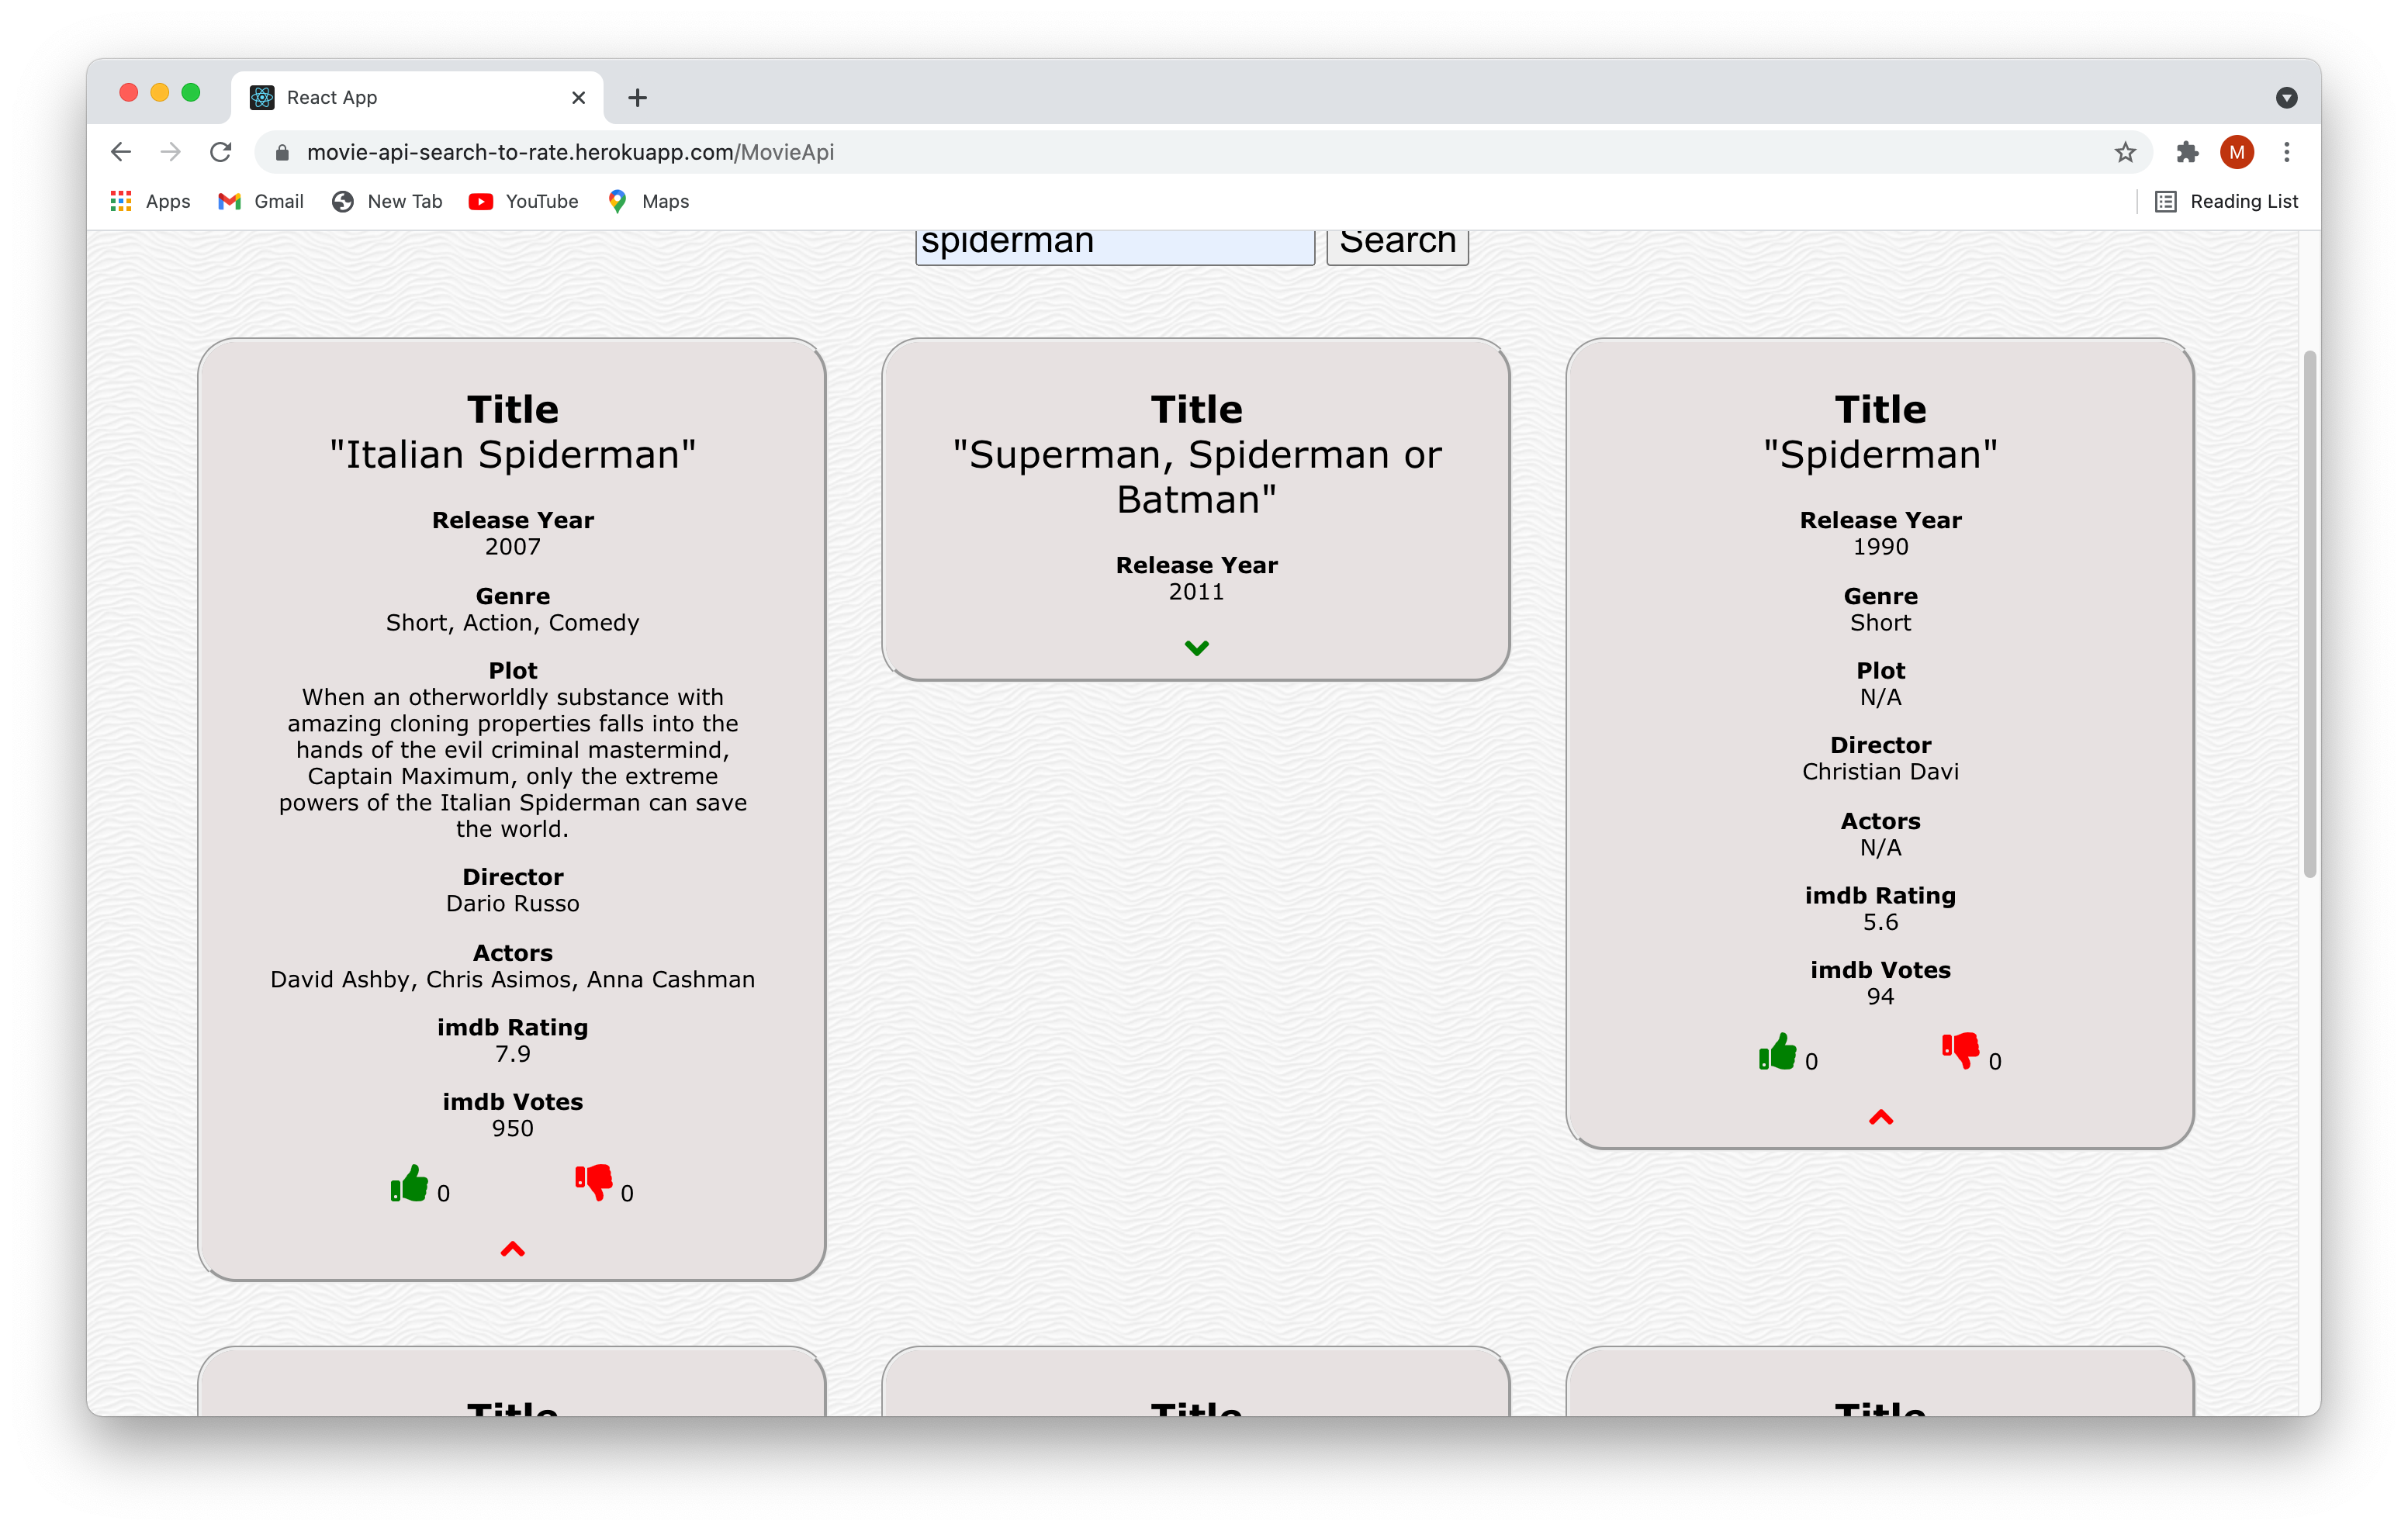 React App
movie-api-search-to-rate.herokuapp.com/MovieApi
M
Apps
Gmail
New Tab
YouTube
Maps
Reading List
spiderman
Search
Title
"Italian Spiderman"
Release Year
2007
Genre
Short, Action, Comedy
Plot
When an otherworldly substance with
amazing cloning properties falls into the
hands of the evil criminal mastermind,
Captain Maximum, only the extreme
powers of the Italian Spiderman can save
the world.
Director
Dario Russo
Actors
David Ashby, Chris Asimos, Anna Cashman
imdb Rating
7.9
imdb Votes
950
0
0
Title
"Superman, Spiderman or
Batman"
Release Year
2011
Title
"Spiderman"
Release Year
1990
Genre
Short
Plot
N/A
Director
Christian Davi
Actors
N/A
imdb Rating
5.6
imdb Votes
94
0
0
Title
Title
Title